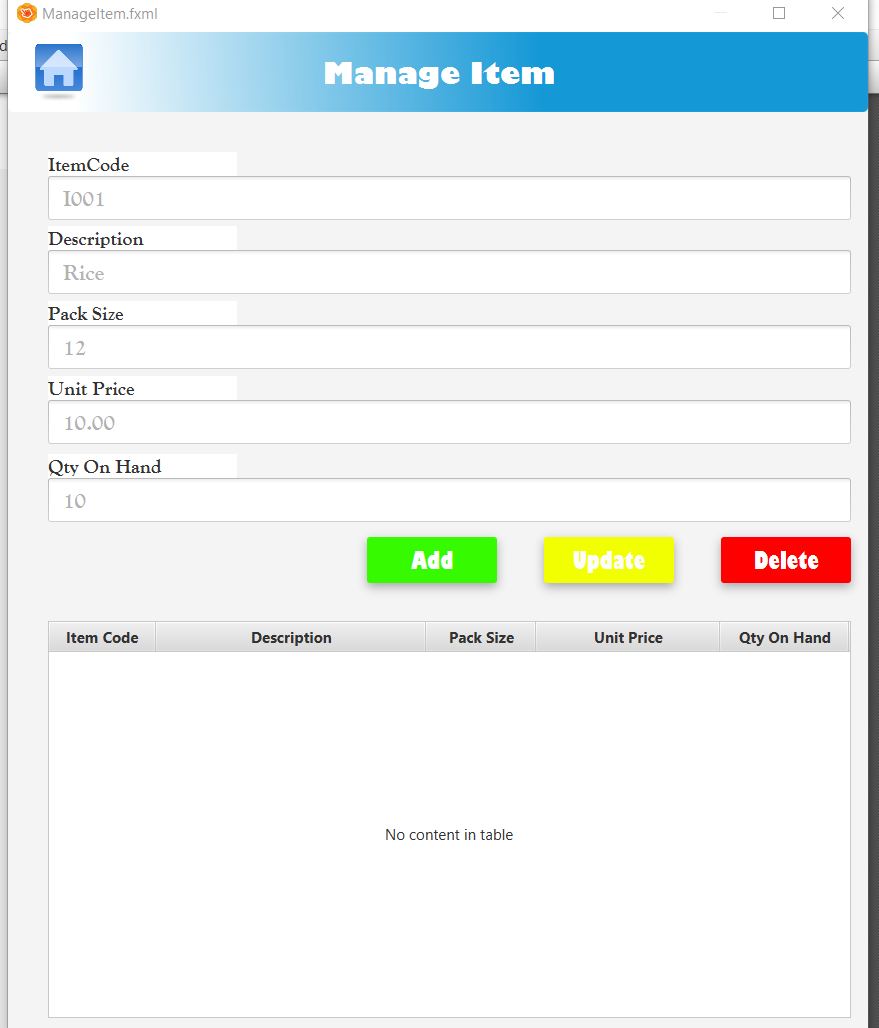 ManageItem.fxml
Manage Item
ItemCode
I001
Description
Rice
Pack Size
12
Unit Price
10.00
Qty On Hand
10
Add Update Delete
Item Code Description Pack Size Unit Price Qty On Hand
No content in table